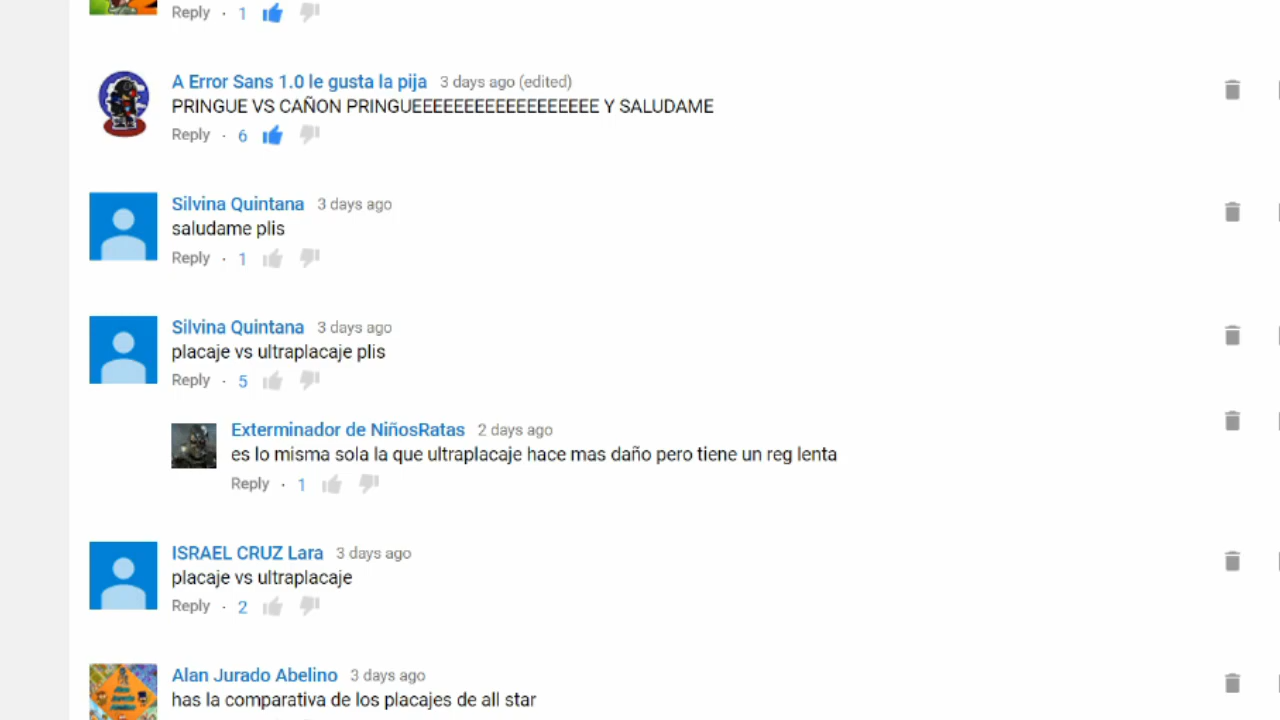 Reply · 1
A Error Sans 1.0 le gusta la pija 3 days ago (edited)
PRINGUE VS CAÑON PRINGUEEEEEEEEEEEEEEEEEEE Y SALUDAME
Reply · 6
Silvina Quintana 3 days ago
saludame plis
Reply · 1
Silvina Quintana 3 days ago
placaje vs ultraplacaje plis
Reply · 5
Exterminador de NiñosRatas 2 days ago
es lo misma sola la que ultraplacaje hace mas daño pero tiene un reg lenta
Reply · 1
ISRAEL CRUZ Lara 3 days ago
placaje vs ultraplacaje
Reply · 2
Alan Jurado Abelino 3 days ago
has la comparativa de los placajes de all star